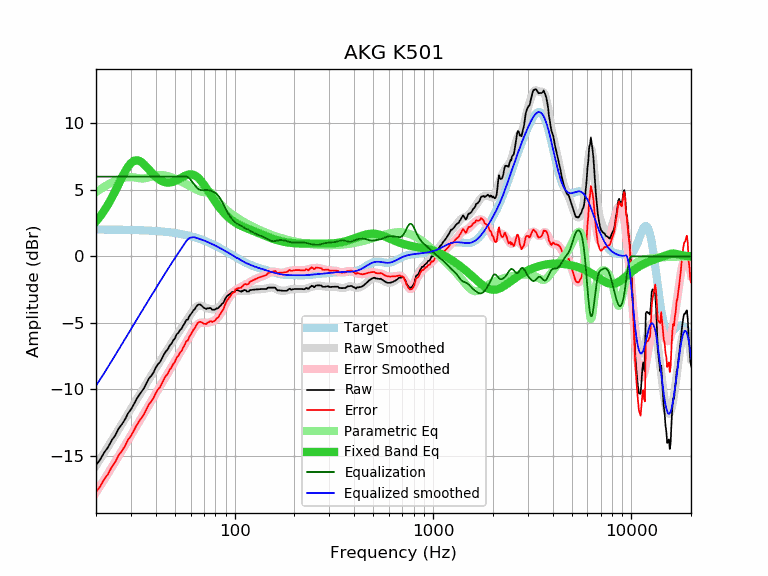 AKG K501
Amplitude (dBr)
10
5
0
−5
−10
−15
Target
Raw Smoothed
Error Smoothed
Raw
Error
Parametric Eq
Fixed Band Eq
Equalization
Equalized smoothed
100 1000 10000
Frequency (Hz)